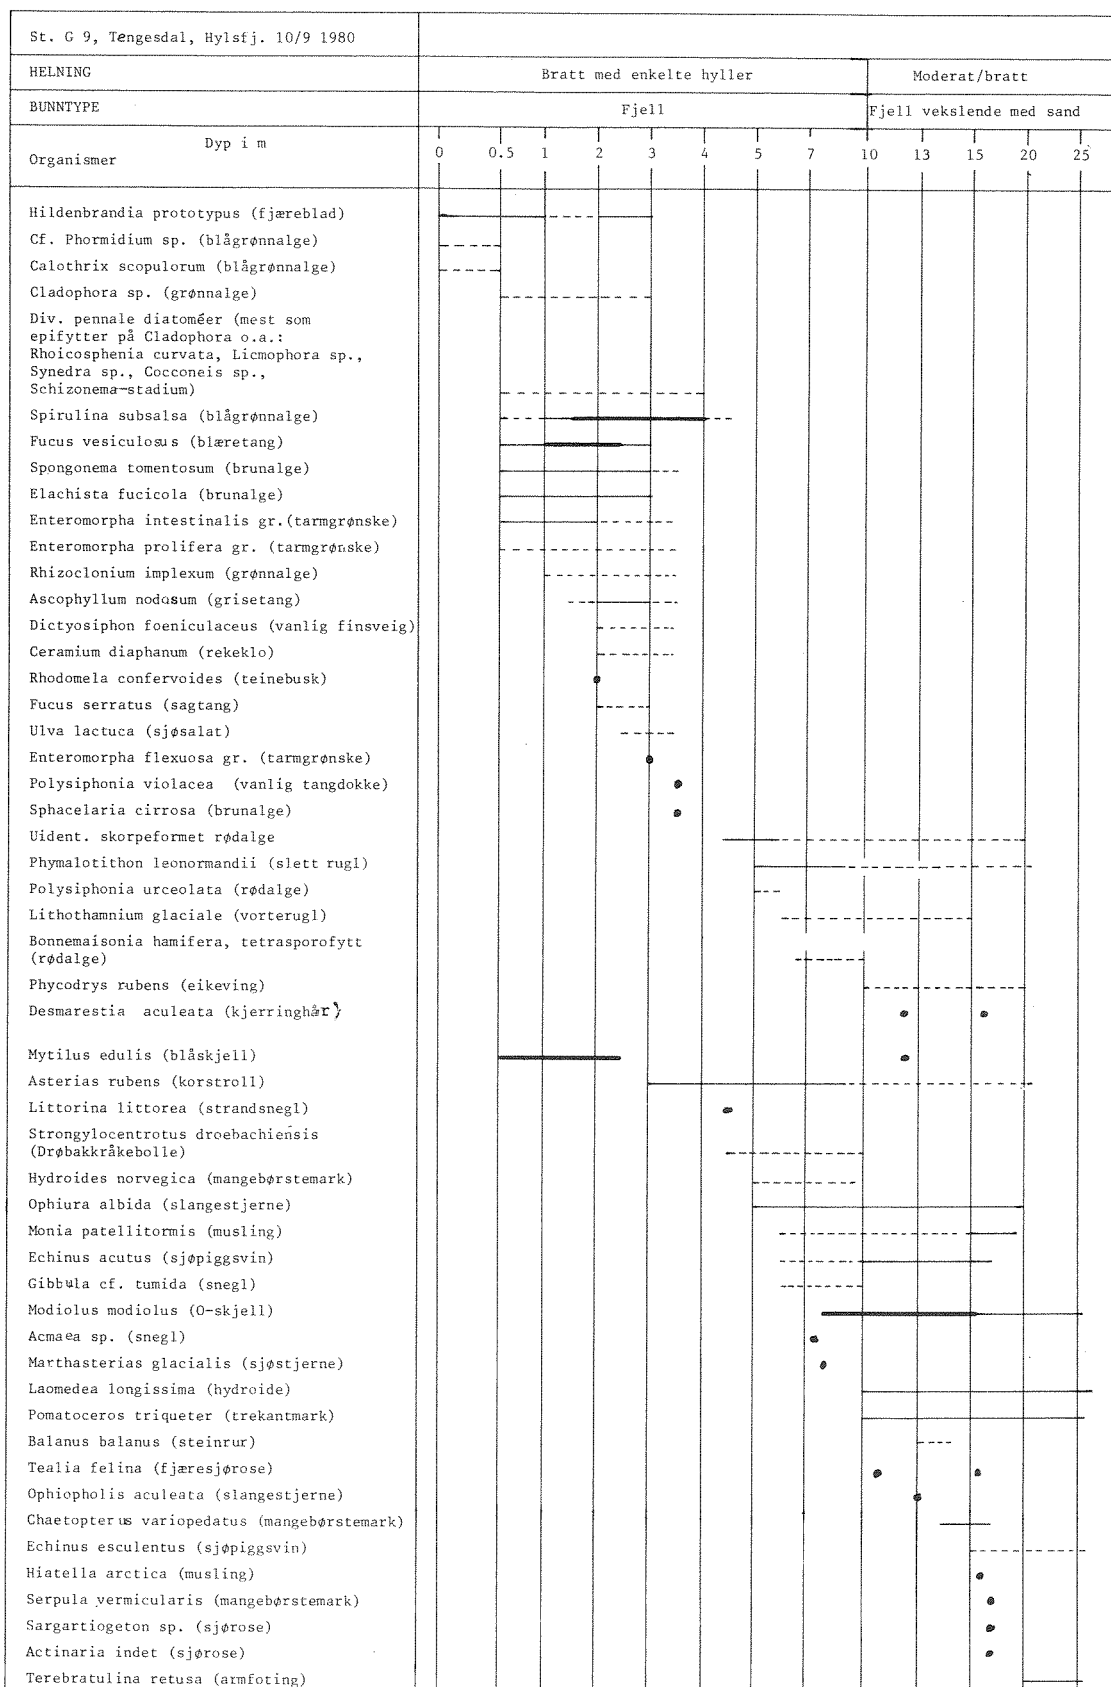 St. G 9, Tengesdal, Hylsfj. 10/9 1980
HELNING Bratt med enkelte hyller Moderat/bratt
BUNNTYPE Fjell Fjell vekslende med sand
Dyp i m
Organismer 0 0.5 1 2 3 4 5 7 10 13 15 20 25
Hildenbrandia prototypus (fjæreblad)
Cf. Phormidium sp. (blågrønnalge)
Calothrix scopulorum (blågrønnalge)
Cladophora sp. (grønnalge)
Div. pennale diatoméer (mest som
epifytter på Cladophora o.a.:
Rhoicosphenia curvata, Licmophora sp.,
Synedra sp., Cocconeis sp.,
Schizonema-stadium)
Spirulina subsalsa (blågrønnalge)
Fucus vesiculosus (blæretang)
Spongonema tomentosum (brunalge)
Elachista fucicola (brunalge)
Enteromorpha intestinalis gr.(tarmgrønske)
Enteromorpha prolifera gr. (tarmgrønske)
Rhizoclonium implexum (grønnalge)
Ascophyllum nodosum (grisetang)
Dictyosiphon foeniculaceus (vanlig finsveig)
Ceramium diaphanum (rekeklo)
Rhodomela confervoides (teinebusk)
Fucus serratus (sagtang)
Ulva lactuca (sjøsalat)
Enteromorpha flexuosa gr. (tarmgrønske)
Polysiphonia violacea (vanlig tangdokke)
Sphacelaria cirrosa (brunalge)
Uident. skorpeformet rødalge
Phymalotithon leonormandii (slett rugl)
Polysiphonia urceolata (rødalge)
Lithothamnium glaciale (vorterugl)
Bonnemaisonia hamifera, tetrasporofytt
(rødalge)
Phycodrys rubens (eikeving)
Desmarestia aculeata (kjerringhår)
Mytilus edulis (blåskjell)
Asterias rubens (korstroll)
Littorina littorea (strandsnegl)
Strongylocentrotus droebachiensis
(Drøbakkråkebolle)
Hydroides norvegica (mangebørstemark)
Ophiura albida (slangestjerne)
Monia patellitormis (musling)
Echinus acutus (sjøpiggsvin)
Gibbula cf. tumida (snegl)
Modiolus modiolus (O-skjell)
Acmaea sp. (snegl)
Marthasterias glacialis (sjøstjerne)
Laomedea longissima (hydroide)
Pomatoceros triqueter (trekantmark)
Balanus balanus (steinrur)
Tealia felina (fjæresjørose)
Ophiopholis aculeata (slangestjerne)
Chaetopterus variopedatus (mangebørstemark)
Echinus esculentus (sjøpiggsvin)
Hiatella arctica (musling)
Serpula vermicularis (mangebørstemark)
Sargartiogeton sp. (sjørose)
Actinaria indet (sjørose)
Terebratulina retusa (armfoting)